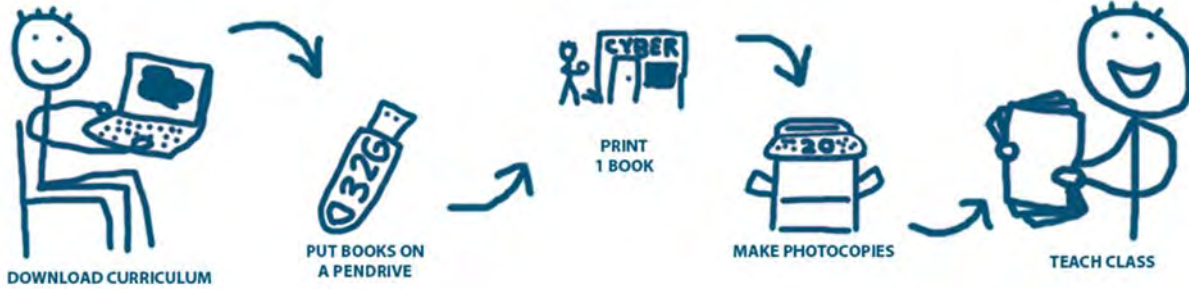 DOWNLOAD CURRICULUM
32G
PUT BOOKS ON
A PENDRIVE
CYBER
PRINT
1 BOOK
20
MAKE PHOTOCOPIES
TEACH CLASS